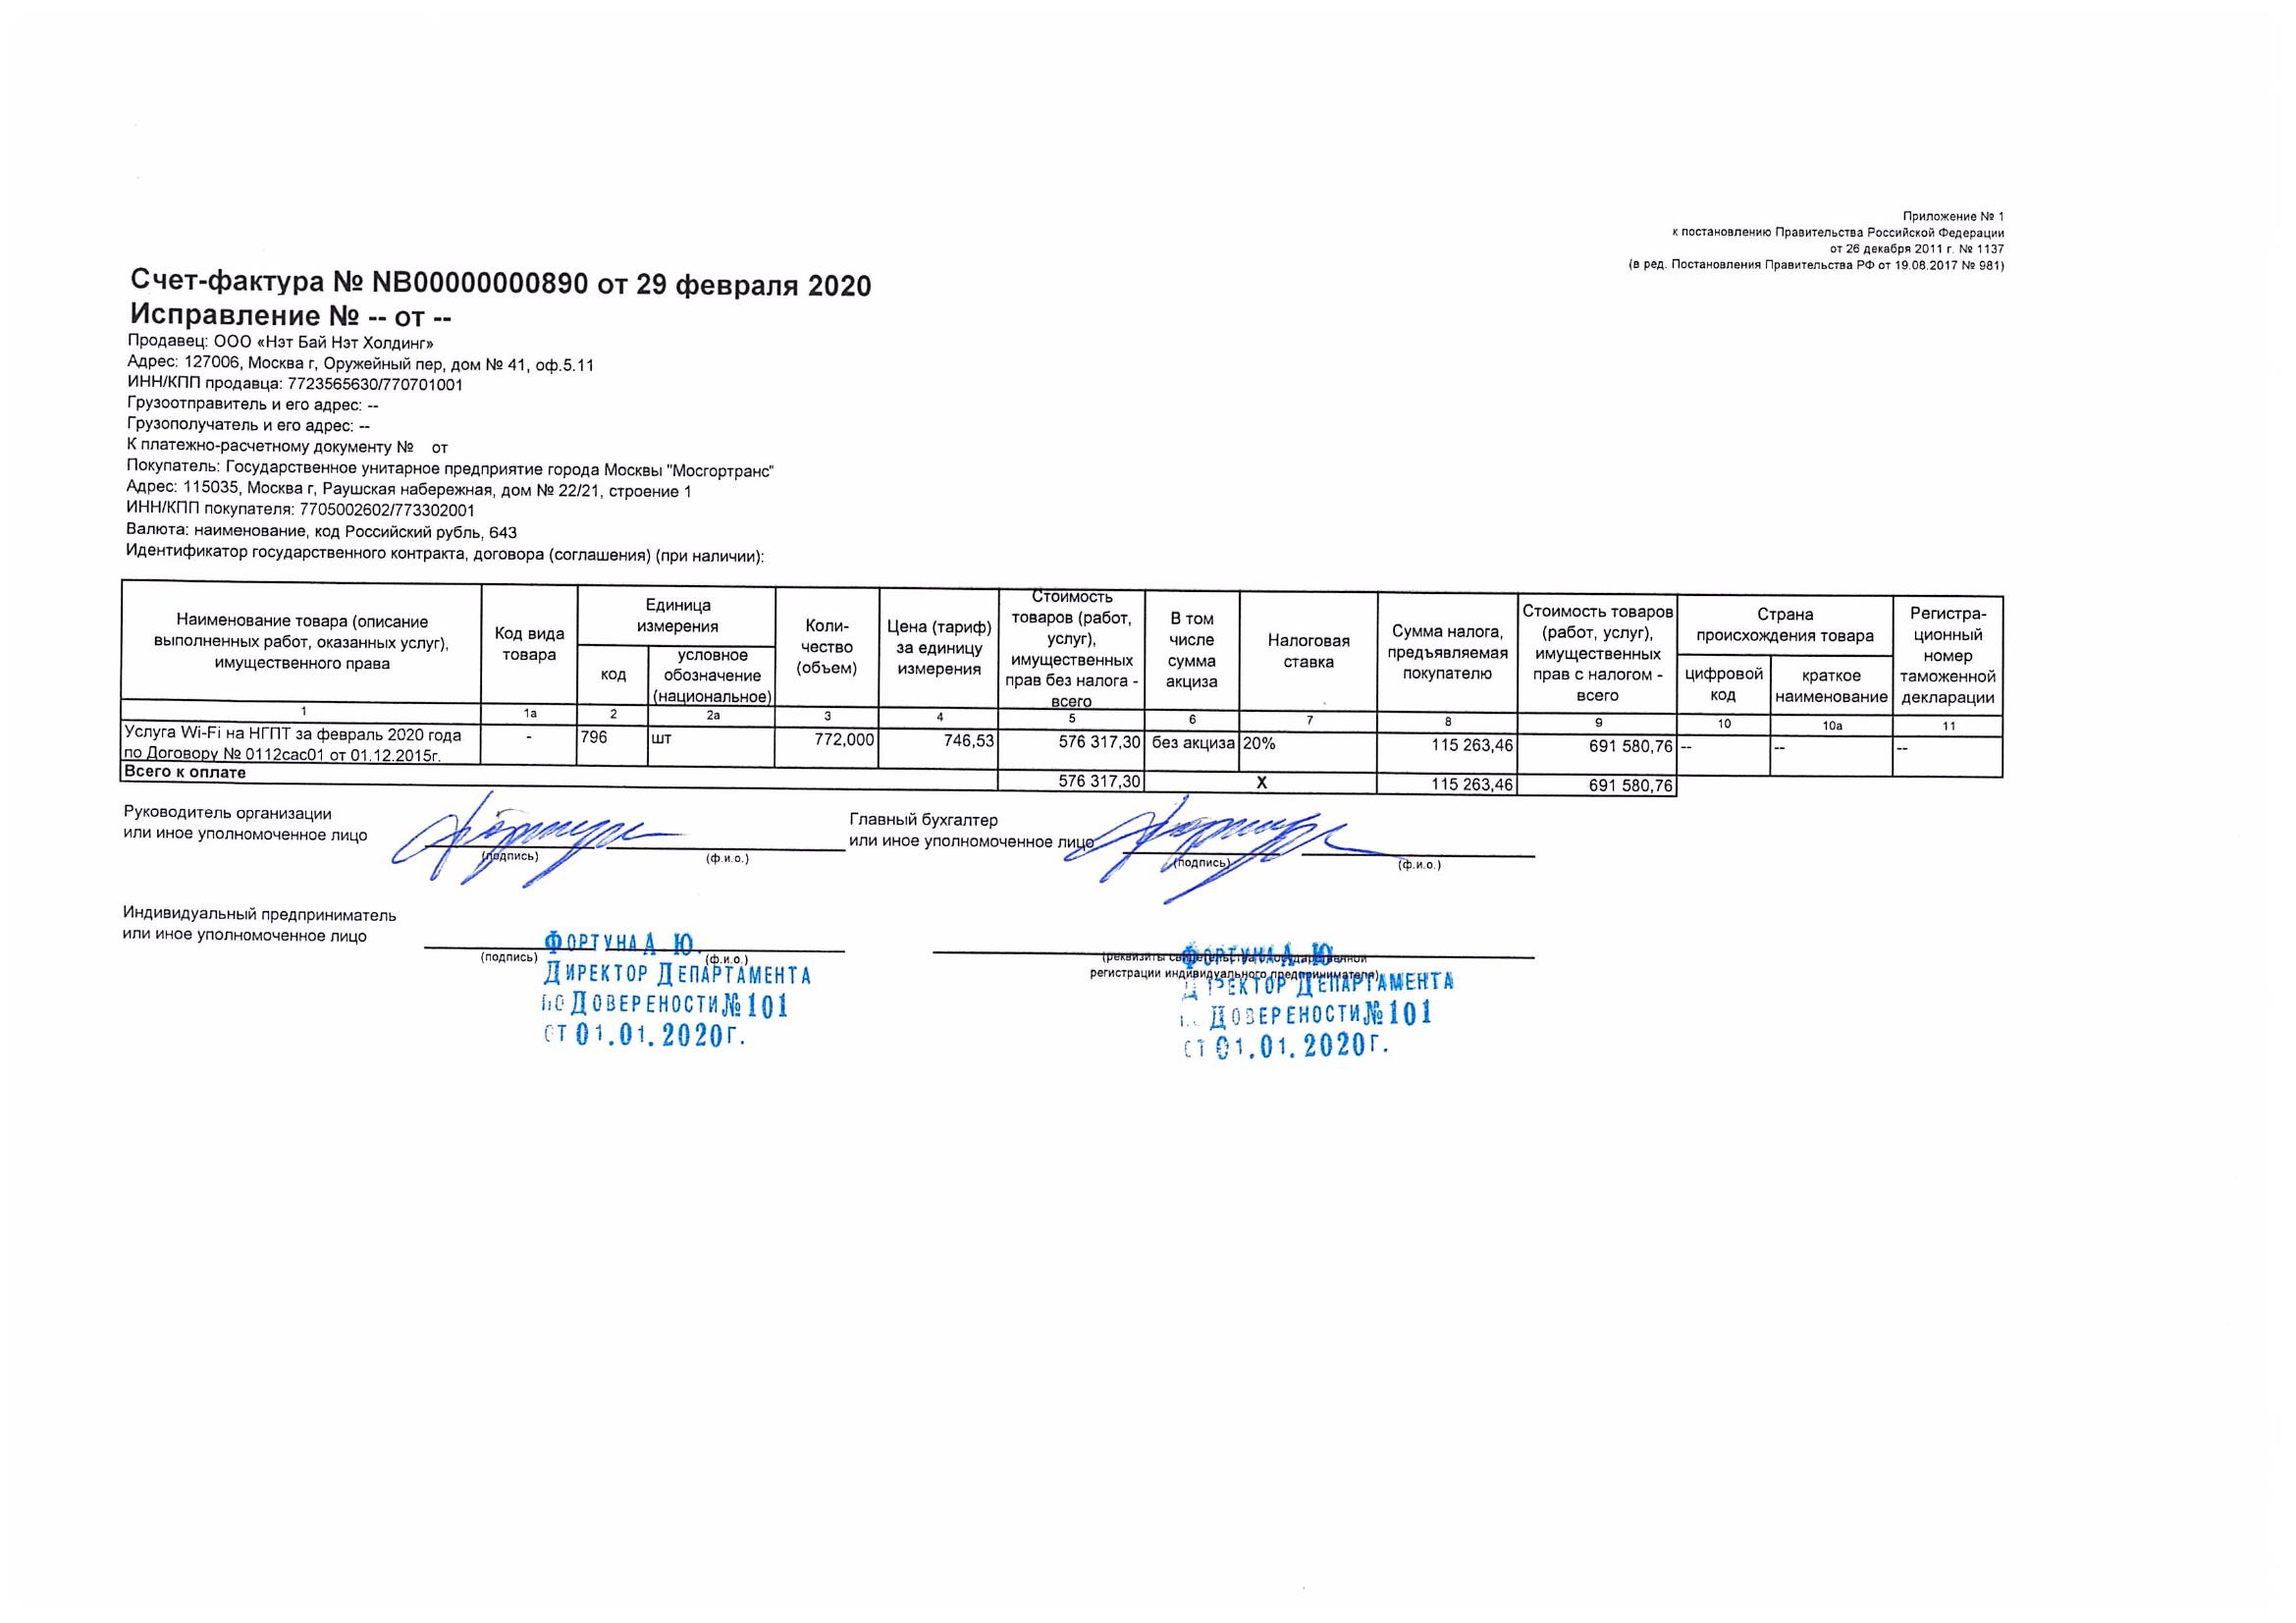 Приложение № 1
к постановлению Правительства Российской Федерации
от 26 декабря 2011 г. № 1137
(в ред. Постановления Правительства РФ от 19.08.2017 № 981)
Счет-фактура № NB00000000890 от 29 февраля 2020
Исправление № -- от --
Продавец: ООО «Нэт Бай Нэт Холдинг»
Адрес: 127006, Москва г, Оружейный пер, дом № 41, оф.5.11
ИНН/КПП продавца: 7723565630/770701001
Грузоотправитель и его адрес: --
Грузополучатель и его адрес: --
К платежно-расчетному документу № от
Покупатель: Государственное унитарное предприятие города Москвы "Мосгортранс"
Адрес: 115035, Москва г, Раушская набережная, дом № 22/21, строение 1
ИНН/КПП покупателя: 7705002602/773302001
Валюта: наименование, код Российский рубль, 643
Идентификатор государственного контракта, договора (соглашения) (при наличии):
Наименование товара (описание
выполненных работ, оказанных услуг),
имущественного права
Код вида
товара
Единица
измерения
код
условное
обозначение
(национальное)
Коли-
чество
(объем)
Цена (тариф)
за единицу
измерения
Стоимость
товаров (работ,
услуг),
имущественных
прав без налога -
всего
В том
числе
сумма
акциза
Налоговая
ставка
Сумма налога,
предъявляемая
покупателю
Стоимость товаров
(работ, услуг),
имущественных
прав с налогом -
всего
Страна
происхождения товара
цифровой
код
краткое
наименование
Регистра-
ционный
номер
таможенной
декларации
1 1а 2 2а 3 4 5 6 7 8 9 10 10а 11
Услуга Wi-Fi на НГПТ за февраль 2020 года
по Договору № 0112сас01 от 01.12.2015г.
- 796 шт 772,000 746,53 576 317,30 без акциза 20% 115 263,46 691 580,76 -- -- --
Всего к оплате 576 317,30 Х 115 263,46 691 580,76
Руководитель организации
или иное уполномоченное лицо
(подпись) (ф.и.о.)
Главный бухгалтер
или иное уполномоченное лицо
(подпись) (ф.и.о.)
Индивидуальный предприниматель
или иное уполномоченное лицо
(подпись) (ф.и.о.)
(реквизиты свидетельства о государственной
регистрации индивидуального предпринимателя)
ФОРТУНА А Ю.
ДИРЕКТОР ДЕПАРТАМЕНТА
ПО ДОВЕРЕНОСТИ № 101
ОТ 01.01.2020Г.
ФОРТУНА А Ю.
ДИРЕКТОР ДЕПАРТАМЕНТА
ДОВЕРЕНОСТИ № 101
ОТ 01.01.2020Г.